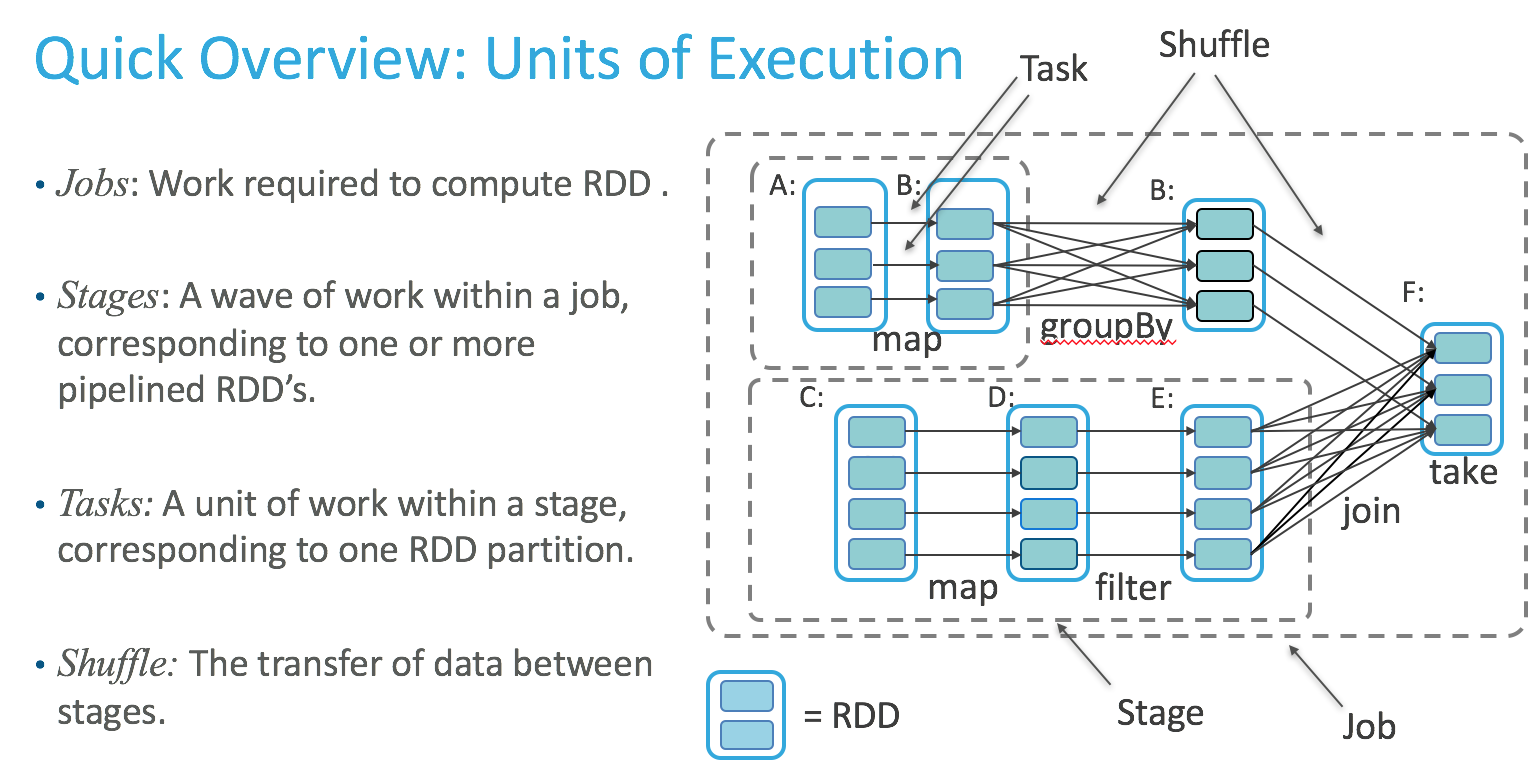 Quick Overview: Units of Execution
• Jobs: Work required to compute RDD .
• Stages: A wave of work within a job,
corresponding to one or more
pipelined RDD’s.
• Tasks: A unit of work within a stage,
corresponding to one RDD partition.
• Shuffle: The transfer of data between
stages.
Task
Shuffle
A:
B:
B:
map
groupBy
F:
C:
D:
E:
take
join
map
filter
= RDD
Stage
Job